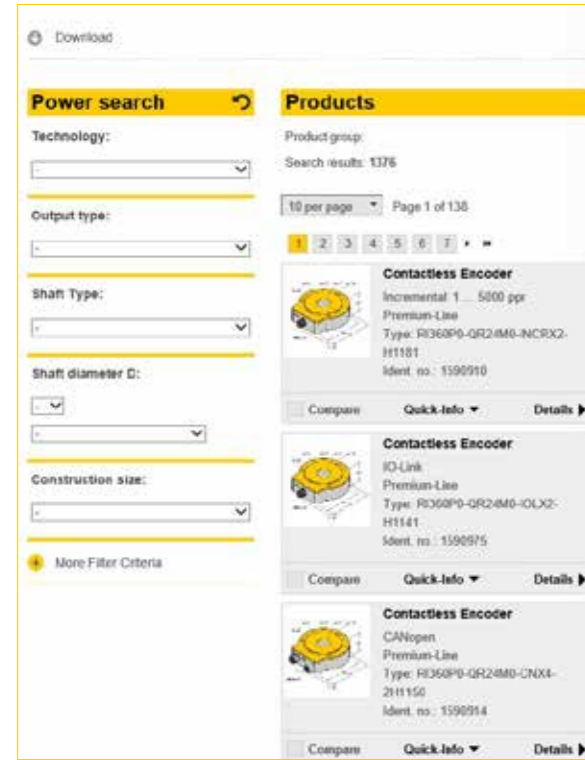 Download
Power search
Technology:
-
Output type:
-
Shaft Type:
-
Shaft diameter D:
-
-
Construction size:
-
More Filter Criteria
Products
Product group:
Search results: 1376
10 per page
Page 1 of 138
1 2 3 4 5 6 7
Contactless Encoder
Incremental: 1 ... 5000 ppr
Premium-Line
Type: RI360P0-QR24M0-INCRX2-
H1181
Ident. no.: 1590910
Compare Quick-Info Details
Contactless Encoder
IO-Link
Premium-Line
Type: RI360P0-QR24M0-IOLX2-
H1141
Ident. no.: 1590975
Compare Quick-Info Details
Contactless Encoder
CANopen
Premium-Line
Type: RI360P0-QR24M0-CNX4-
2H1150
Ident. no.: 1590914
Compare Quick-Info Details